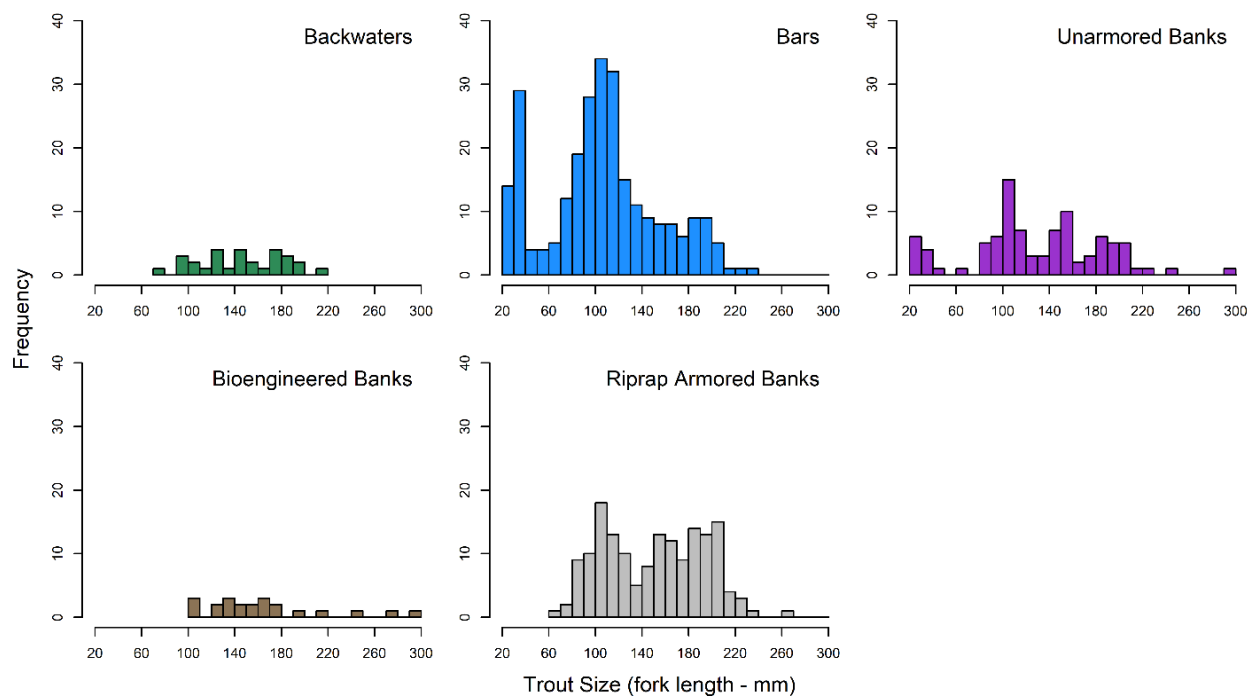 Backwaters
40
30
20
10
0
20 60 100 140 180 220 260 300
Bars
40
30
20
10
0
20 60 100 140 180 220 260 300
Unarmored Banks
40
30
20
10
0
20 60 100 140 180 220 260 300
Frequency
Bioengineered Banks
40
30
20
10
0
20 60 100 140 180 220 260 300
Riprap Armored Banks
40
30
20
10
0
20 60 100 140 180 220 260 300
Trout Size (fork length - mm)